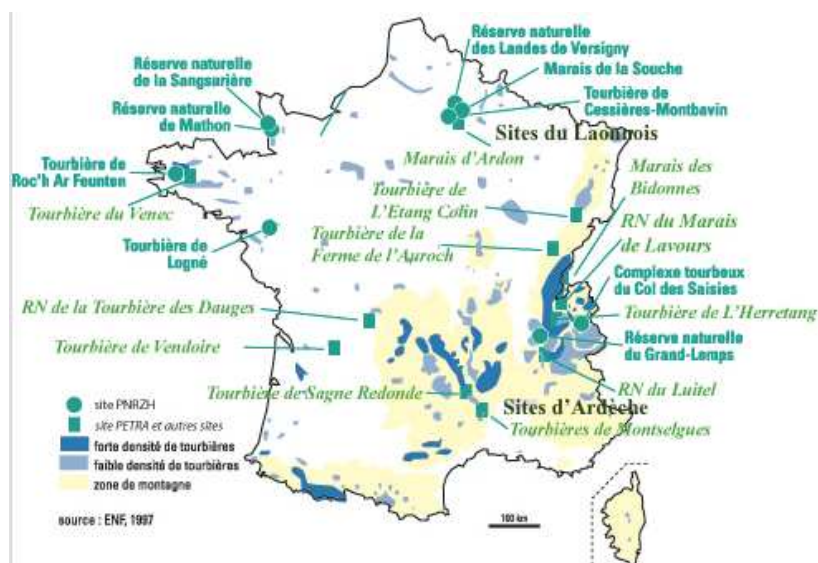 Réserve naturelle
des Landes de Versigny
Marais de la Souche
Tourbière de
Cessières-Montbavin
Sites du Laonnois
Marais d'Ardon
Réserve naturelle
de la Sangsurière
Réserve naturelle
de Mathon
Tourbière de
Roc'h Ar Feunten
Tourbière du Venec
Tourbière de
Logné
Tourbière de
L'Etang Colin
Tourbière de la
Ferme de l'Auroch
Marais des
Bidonnes
RN du Marais
de Lavours
Complexe tourbeux
du Col des Saisies
Tourbière de L'Herretang
Réserve naturelle
du Grand-Lemps
RN du Luitel
RN de la Tourbière des Dauges
Tourbière de Vendoire
Tourbière de Sagne Redonde
Sites d'Ardèche
Tourbières de Montselgues
site PNRZH
site PETRA et autres sites
forte densité de tourbières
faible densité de tourbières
zone de montagne
source : ENF, 1997
100 km